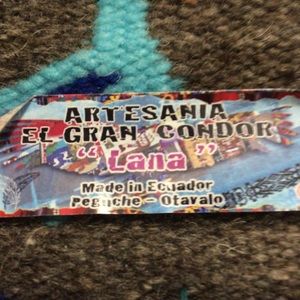 ARTESANIA
EL GRAN CONDOR
"Lana"
Made in Ecuador
Peguche - Otavalo